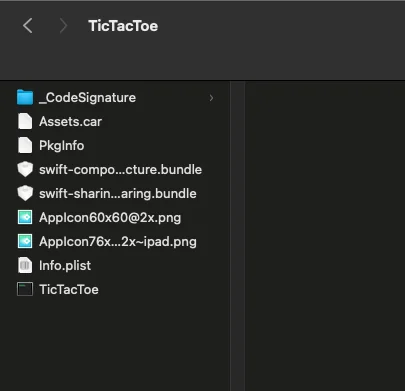 TicTacToe
_CodeSignature
Assets.car
PkgInfo
swift-compo...cture.bundle
swift-sharin...aring.bundle
AppIcon60x60@2x.png
AppIcon76x...2x~ipad.png
Info.plist
TicTacToe